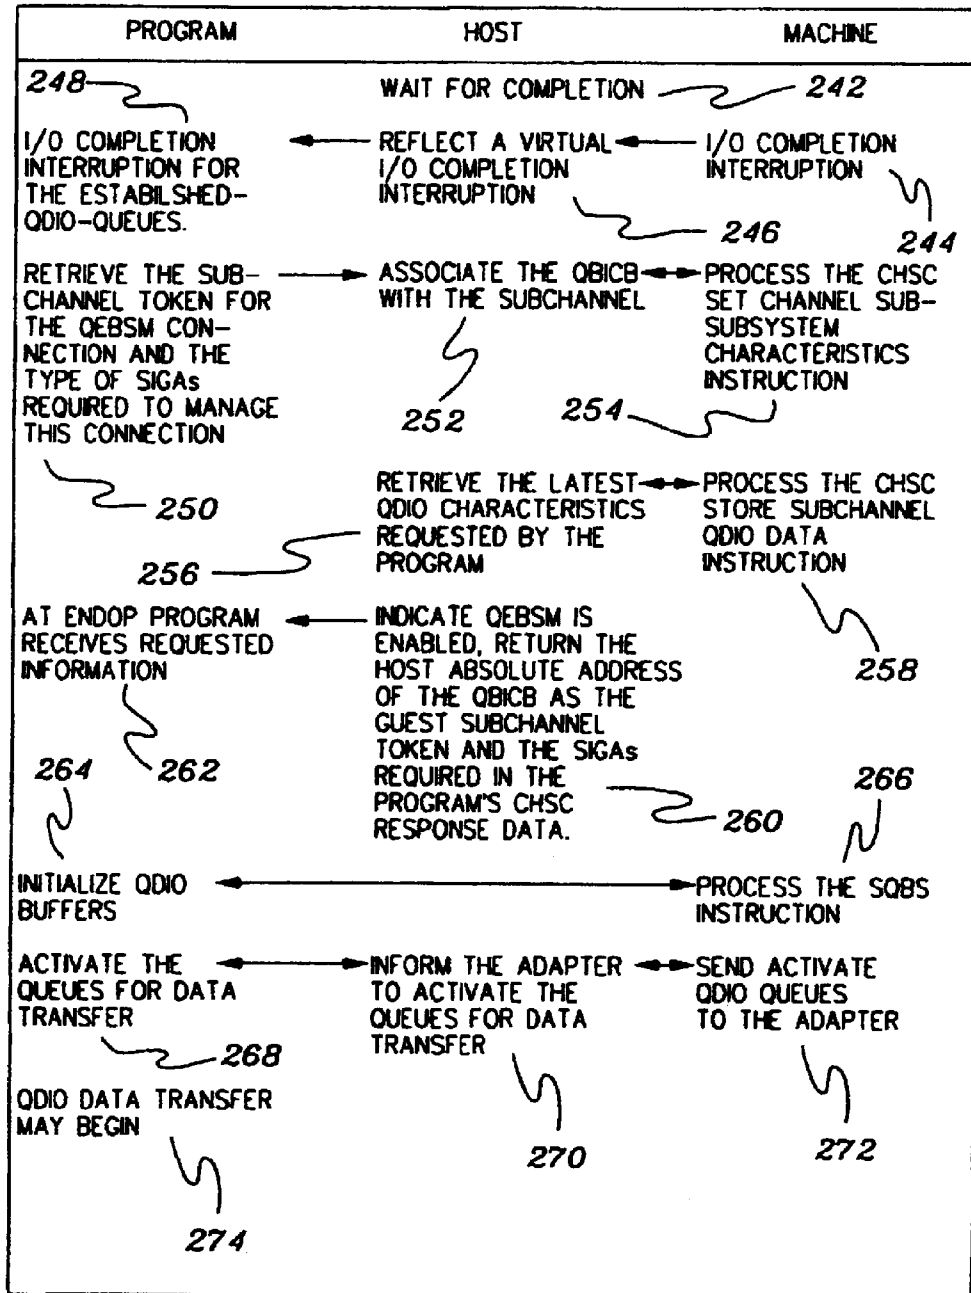 PROGRAM HOST MACHINE
248 WAIT FOR COMPLETION 242
I/O COMPLETION
INTERRUPTION FOR
THE ESTABILSHED-
QDIO-QUEUES.
REFLECT A VIRTUAL
I/O COMPLETION
INTERRUPTION
I/O COMPLETION
INTERRUPTION
246
244
RETRIEVE THE SUB-
CHANNEL TOKEN FOR
THE QEBSM CON-
NECTION AND THE
TYPE OF SIGAs
REQUIRED TO MANAGE
THIS CONNECTION
ASSOCIATE THE QBICB
WITH THE SUBCHANNEL
PROCESS THE CHSC
SET CHANNEL SUB-
SUBSYSTEM
CHARACTERISTICS
INSTRUCTION
252
254
250
RETRIEVE THE LATEST
QDIO CHARACTERISTICS
REQUESTED BY THE
PROGRAM
PROCESS THE CHSC
STORE SUBCHANNEL
QDIO DATA
INSTRUCTION
256
258
AT ENDOP PROGRAM
RECEIVES REQUESTED
INFORMATION
INDICATE QEBSM IS
ENABLED, RETURN THE
HOST ABSOLUTE ADDRESS
OF THE QBICB AS THE
GUEST SUBCHANNEL
TOKEN AND THE SIGAs
REQUIRED IN THE
PROGRAM'S CHSC
RESPONSE DATA.
264
262
266
260
INITIALIZE QDIO
BUFFERS
PROCESS THE SQBS
INSTRUCTION
ACTIVATE THE
QUEUES FOR DATA
TRANSFER
INFORM THE ADAPTER
TO ACTIVATE THE
QUEUES FOR DATA
TRANSFER
SEND ACTIVATE
QDIO QUEUES
TO THE ADAPTER
268
QDIO DATA TRANSFER
MAY BEGIN
270
272
274